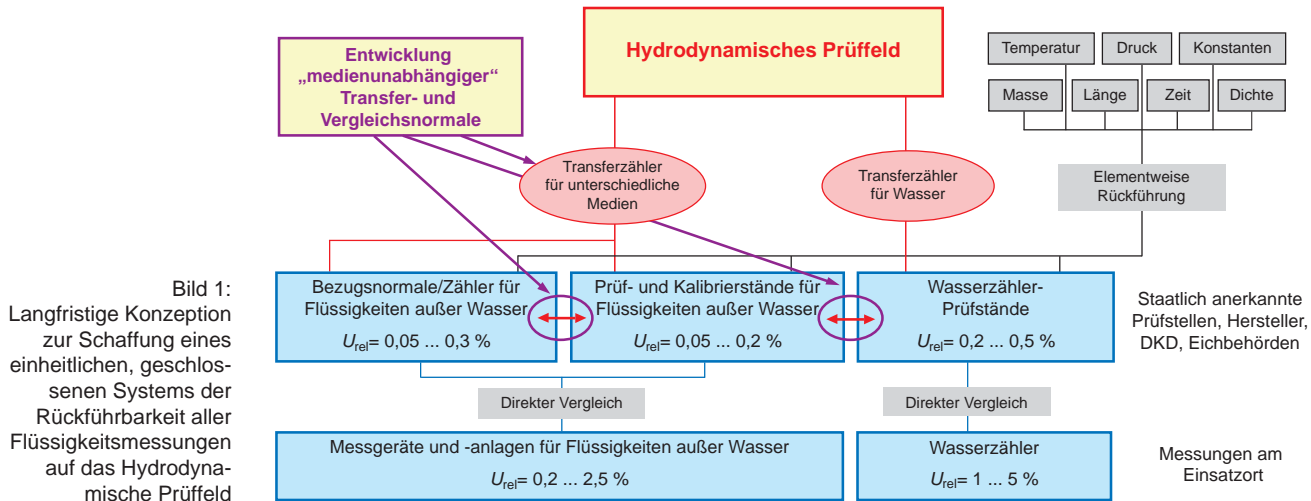 Hydrodynamisches Prüffeld
Entwicklung
„medienunabhängiger“
Transfer- und
Vergleichsnormale
Temperatur
Druck
Konstanten
Masse
Länge
Zeit
Dichte
Transferzähler
für unterschiedliche
Medien
Transferzähler
für Wasser
Elementweise
Rückführung
Bild 1:
Langfristige Konzeption
zur Schaffung eines
einheitlichen, geschlos-
senen Systems der
Rückführbarkeit aller
Flüssigkeitsmessungen
auf das Hydrodyna-
mische Prüffeld
Bezugsnormale/Zähler für
Flüssigkeiten außer Wasser
Urel= 0,05 ... 0,3 %
Prüf- und Kalibrierstände für
Flüssigkeiten außer Wasser
Urel= 0,05 ... 0,2 %
Wasserzähler-
Prüfstände
Urel= 0,2 ... 0,5 %
Staatlich anerkannte
Prüfstellen, Hersteller,
DKD, Eichbehörden
Direkter Vergleich
Direkter Vergleich
Messgeräte und -anlagen für Flüssigkeiten außer Wasser
Urel= 0,2 ... 2,5 %
Wasserzähler
Urel= 1 ... 5 %
Messungen am
Einsatzort